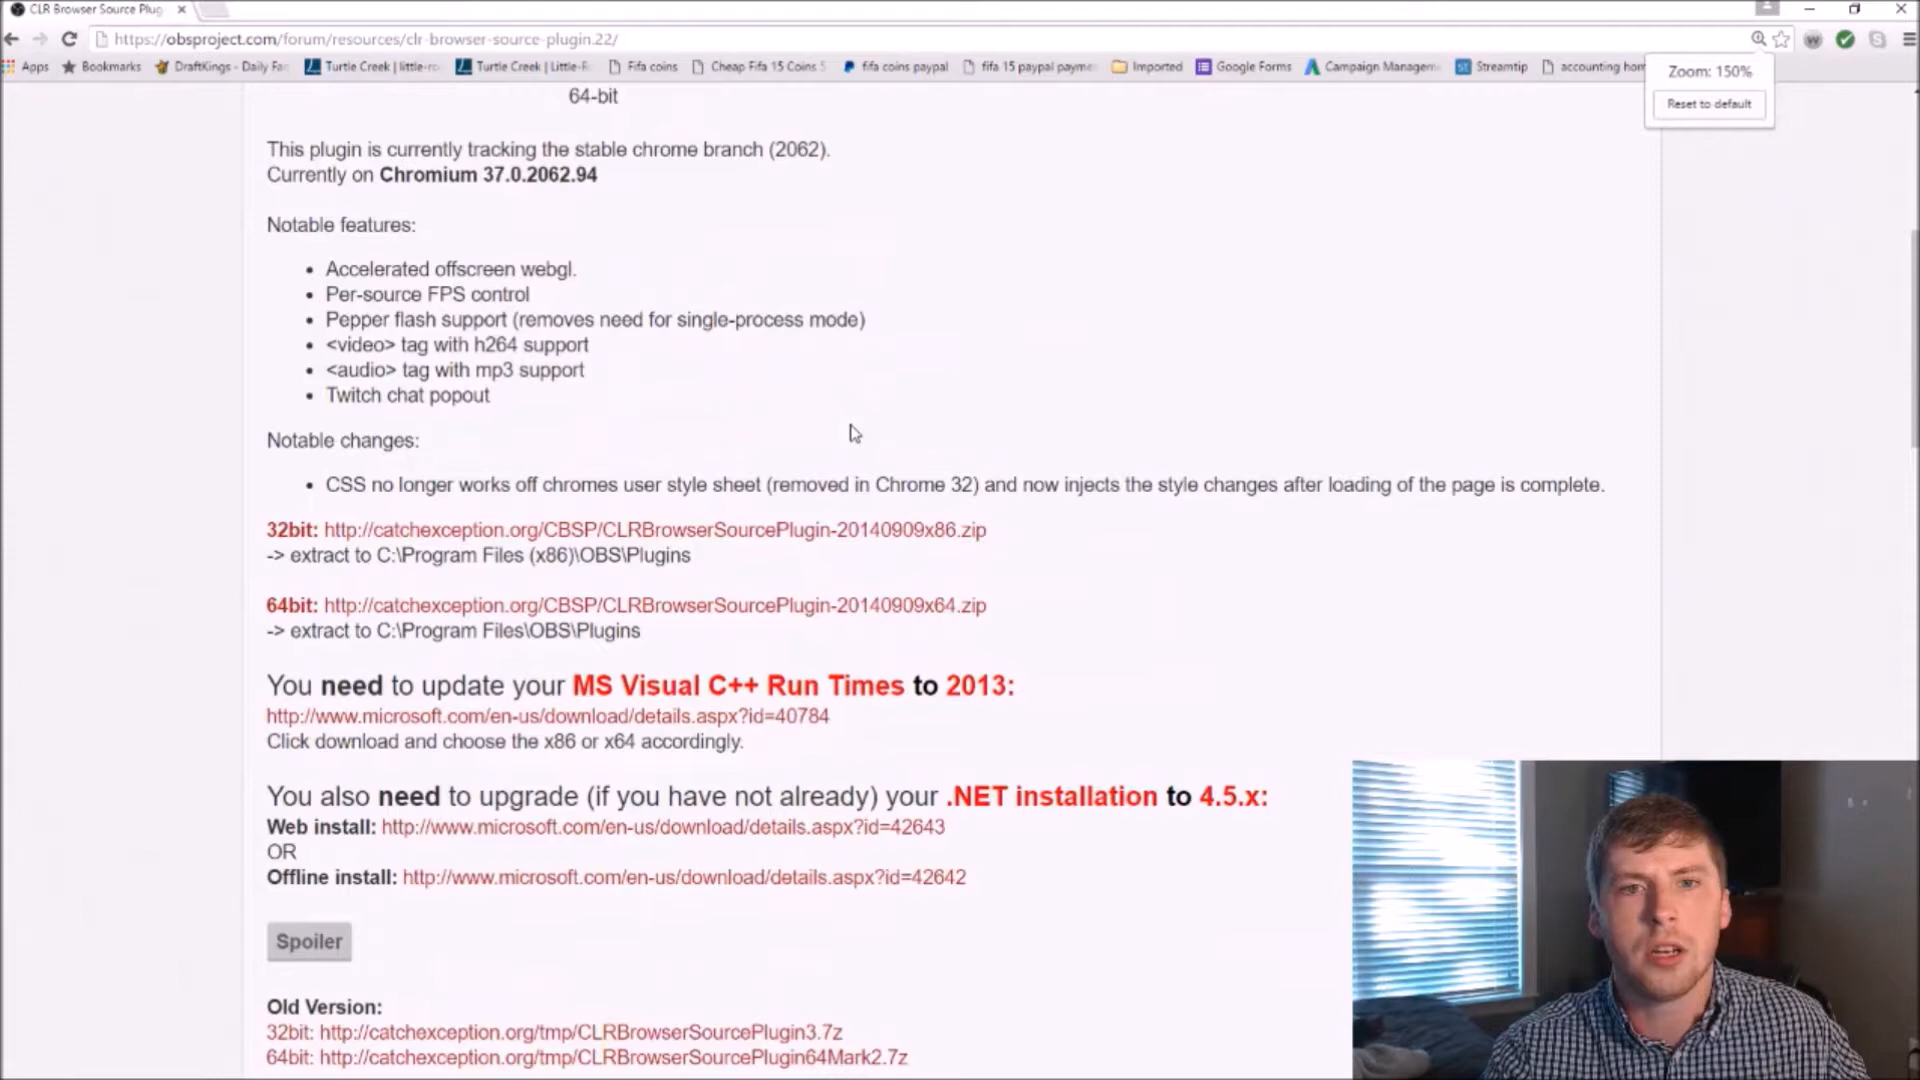 CLR Browser Source Plug
https://obsproject.com/forum/resources/clr-browser-source-plugin.22/
Apps Bookmarks DraftKings - Daily Fa Turtle Creek | little-ro Turtle Creek | Little-R Fifa coins Cheap Fifa 15 Coins S fifa coins paypal fifa 15 paypal payme Imported Google Forms Campaign Managem Streamtip accounting hom
Zoom: 150%
Reset to default
64-bit
This plugin is currently tracking the stable chrome branch (2062).
Currently on Chromium 37.0.2062.94
Notable features:
• Accelerated offscreen webgl.
• Per-source FPS control
• Pepper flash support (removes need for single-process mode)
• <video> tag with h264 support
• <audio> tag with mp3 support
• Twitch chat popout
Notable changes:
• CSS no longer works off chromes user style sheet (removed in Chrome 32) and now injects the style changes after loading of the page is complete.
32bit: http://catchexception.org/CBSP/CLRBrowserSourcePlugin-20140909x86.zip
-> extract to C:\Program Files (x86)\OBS\Plugins
64bit: http://catchexception.org/CBSP/CLRBrowserSourcePlugin-20140909x64.zip
-> extract to C:\Program Files\OBS\Plugins
You need to update your MS Visual C++ Run Times to 2013:
http://www.microsoft.com/en-us/download/details.aspx?id=40784
Click download and choose the x86 or x64 accordingly.
You also need to upgrade (if you have not already) your .NET installation to 4.5.x:
Web install: http://www.microsoft.com/en-us/download/details.aspx?id=42643
OR
Offline install: http://www.microsoft.com/en-us/download/details.aspx?id=42642
Spoiler
Old Version:
32bit: http://catchexception.org/tmp/CLRBrowserSourcePlugin3.7z
64bit: http://catchexception.org/tmp/CLRBrowserSourcePlugin64Mark2.7z